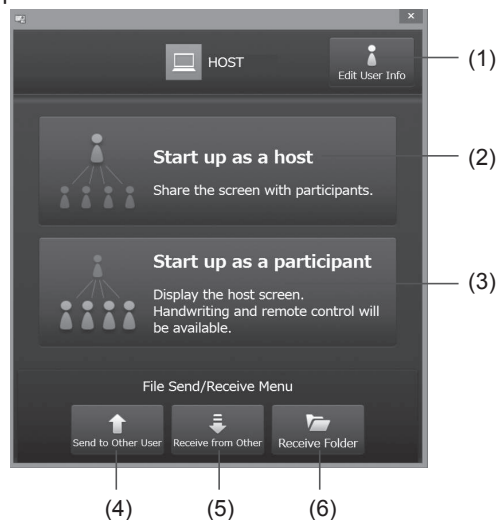 HOST
Edit User Info
(1)
Start up as a host
(2)
Share the screen with participants.
Start up as a participant
(3)
Display the host screen.
Handwriting and remote control will
be available.
File Send/Receive Menu
Send to Other User
Receive from Other
Receive Folder
(4)
(5)
(6)